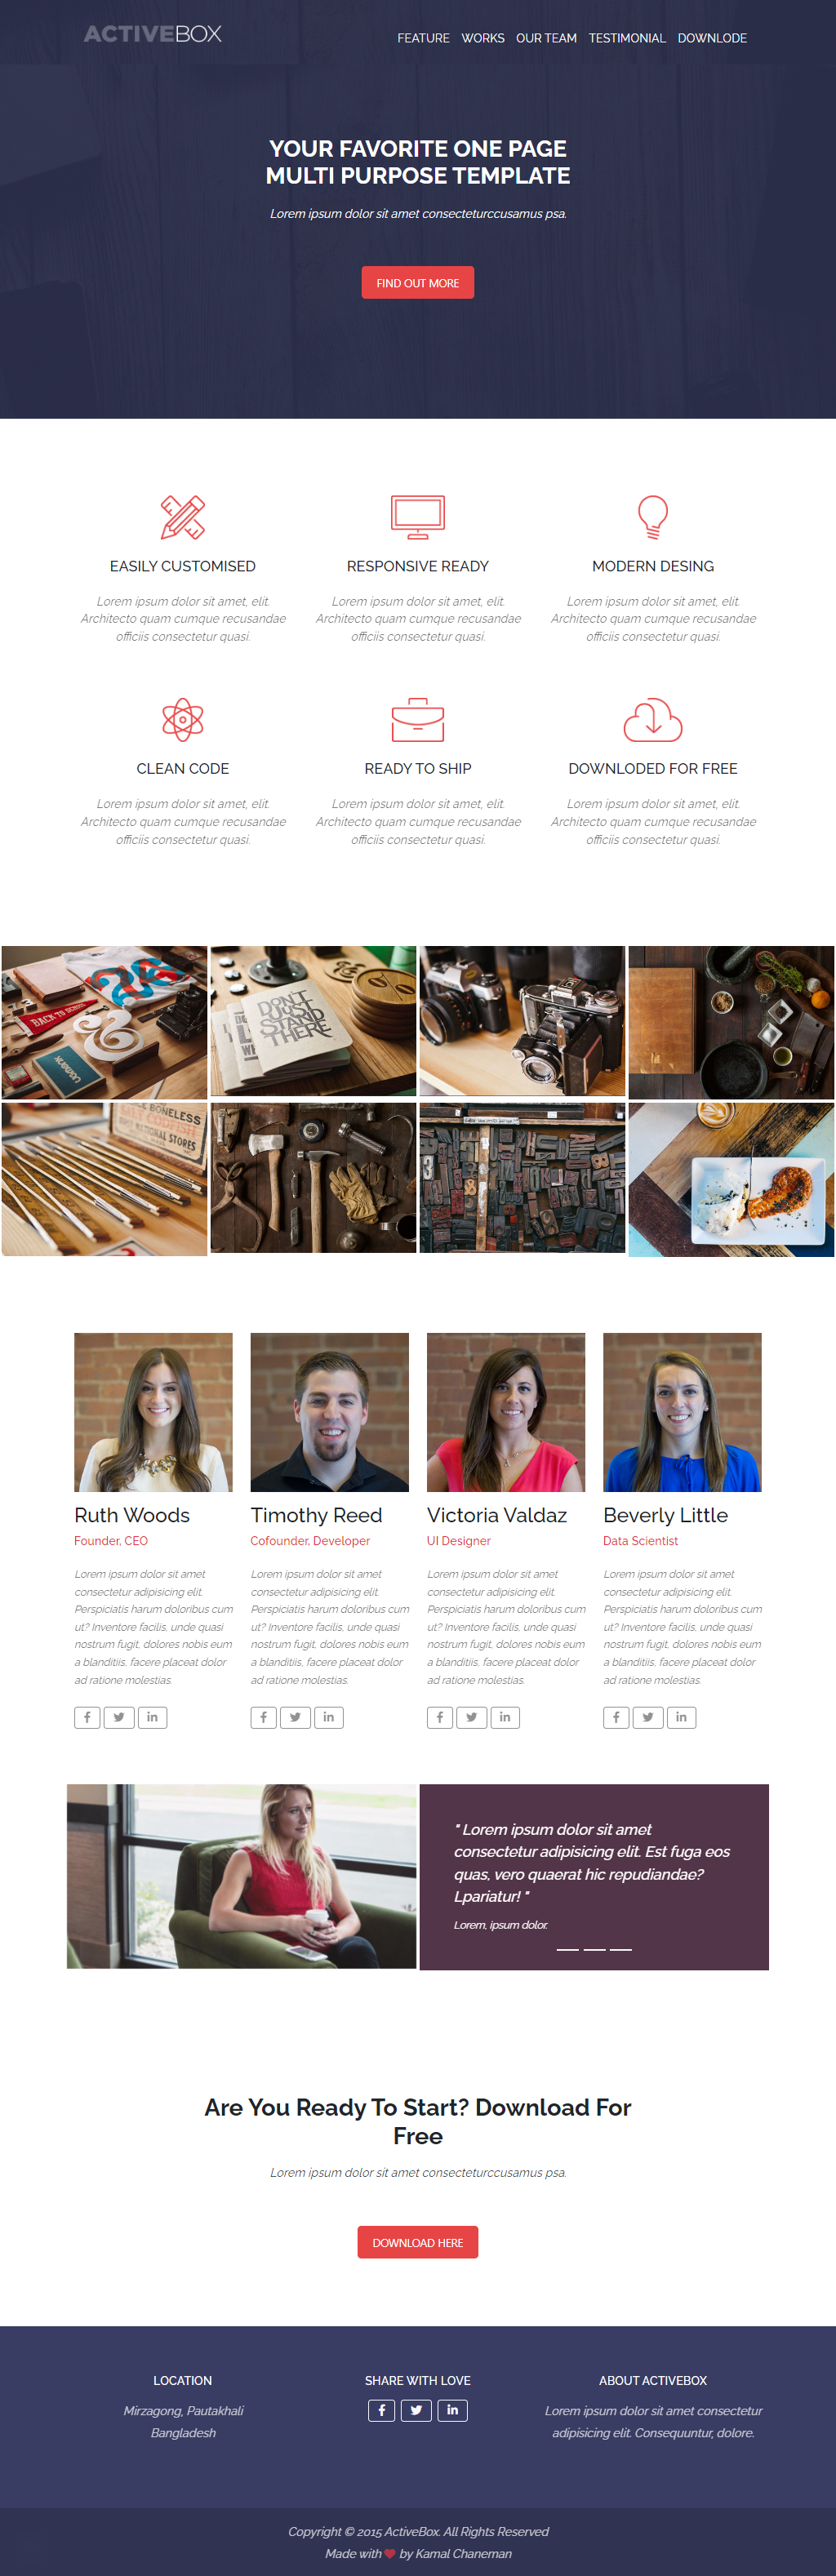 ACTIVEBOX
FEATURE WORKS OUR TEAM TESTIMONIAL DOWNLODE
YOUR FAVORITE ONE PAGE
MULTI PURPOSE TEMPLATE
Lorem ipsum dolor sit amet consecteturccusamus psa.
FIND OUT MORE
EASILY CUSTOMISED
Lorem ipsum dolor sit amet, elit.
Architecto quam cumque recusandae
officiis consectetur quasi.
RESPONSIVE READY
Lorem ipsum dolor sit amet, elit.
Architecto quam cumque recusandae
officiis consectetur quasi.
MODERN DESING
Lorem ipsum dolor sit amet, elit.
Architecto quam cumque recusandae
officiis consectetur quasi.
CLEAN CODE
Lorem ipsum dolor sit amet, elit.
Architecto quam cumque recusandae
officiis consectetur quasi.
READY TO SHIP
Lorem ipsum dolor sit amet, elit.
Architecto quam cumque recusandae
officiis consectetur quasi.
DOWNLODED FOR FREE
Lorem ipsum dolor sit amet, elit.
Architecto quam cumque recusandae
officiis consectetur quasi.
BACK TO SCHOOL
DON'T
JUST
STAND
THERE
BONELESS
NATIONAL
STORES
Ruth Woods
Founder, CEO
Lorem ipsum dolor sit amet
consectetur adipisicing elit.
Perspiciatis harum doloribus cum
ut? Inventore facilis, unde quasi
nostrum fugit, dolores nobis eum
a blanditiis, facere placeat dolor
ad ratione molestias.
Timothy Reed
Cofounder, Developer
Lorem ipsum dolor sit amet
consectetur adipisicing elit.
Perspiciatis harum doloribus cum
ut? Inventore facilis, unde quasi
nostrum fugit, dolores nobis eum
a blanditiis, facere placeat dolor
ad ratione molestias.
Victoria Valdaz
UI Designer
Lorem ipsum dolor sit amet
consectetur adipisicing elit.
Perspiciatis harum doloribus cum
ut? Inventore facilis, unde quasi
nostrum fugit, dolores nobis eum
a blanditiis, facere placeat dolor
ad ratione molestias.
Beverly Little
Data Scientist
Lorem ipsum dolor sit amet
consectetur adipisicing elit.
Perspiciatis harum doloribus cum
ut? Inventore facilis, unde quasi
nostrum fugit, dolores nobis eum
a blanditiis, facere placeat dolor
ad ratione molestias.
" Lorem ipsum dolor sit amet
consectetur adipisicing elit. Est fuga eos
quas, vero quaerat hic repudiandae?
Lpariatur! "
Lorem, ipsum dolor.
Are You Ready To Start? Download For
Free
Lorem ipsum dolor sit amet consecteturccusamus psa.
DOWNLOAD HERE
LOCATION
Mirzagong, Pautakhali
Bangladesh
SHARE WITH LOVE
ABOUT ACTIVEBOX
Lorem ipsum dolor sit amet consectetur
adipisicing elit. Consequuntur, dolore.
Copyright © 2015 ActiveBox. All Rights Reserved
Made with ❤ by Kamal Chaneman